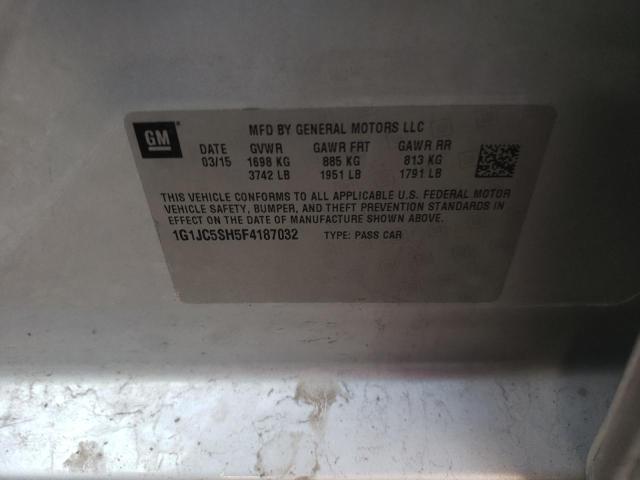 GM
MFD BY GENERAL MOTORS LLC
DATE GVWR GAWR FRT GAWR RR
03/15 1698 KG 885 KG 813 KG
3742 LB 1951 LB 1791 LB
THIS VEHICLE CONFORMS TO ALL APPLICABLE U.S. FEDERAL MOTOR
VEHICLE SAFETY, BUMPER, AND THEFT PREVENTION STANDARDS IN
EFFECT ON THE DATE OF MANUFACTURE SHOWN ABOVE.
1G1JC5SH5F4187032 TYPE: PASS CAR